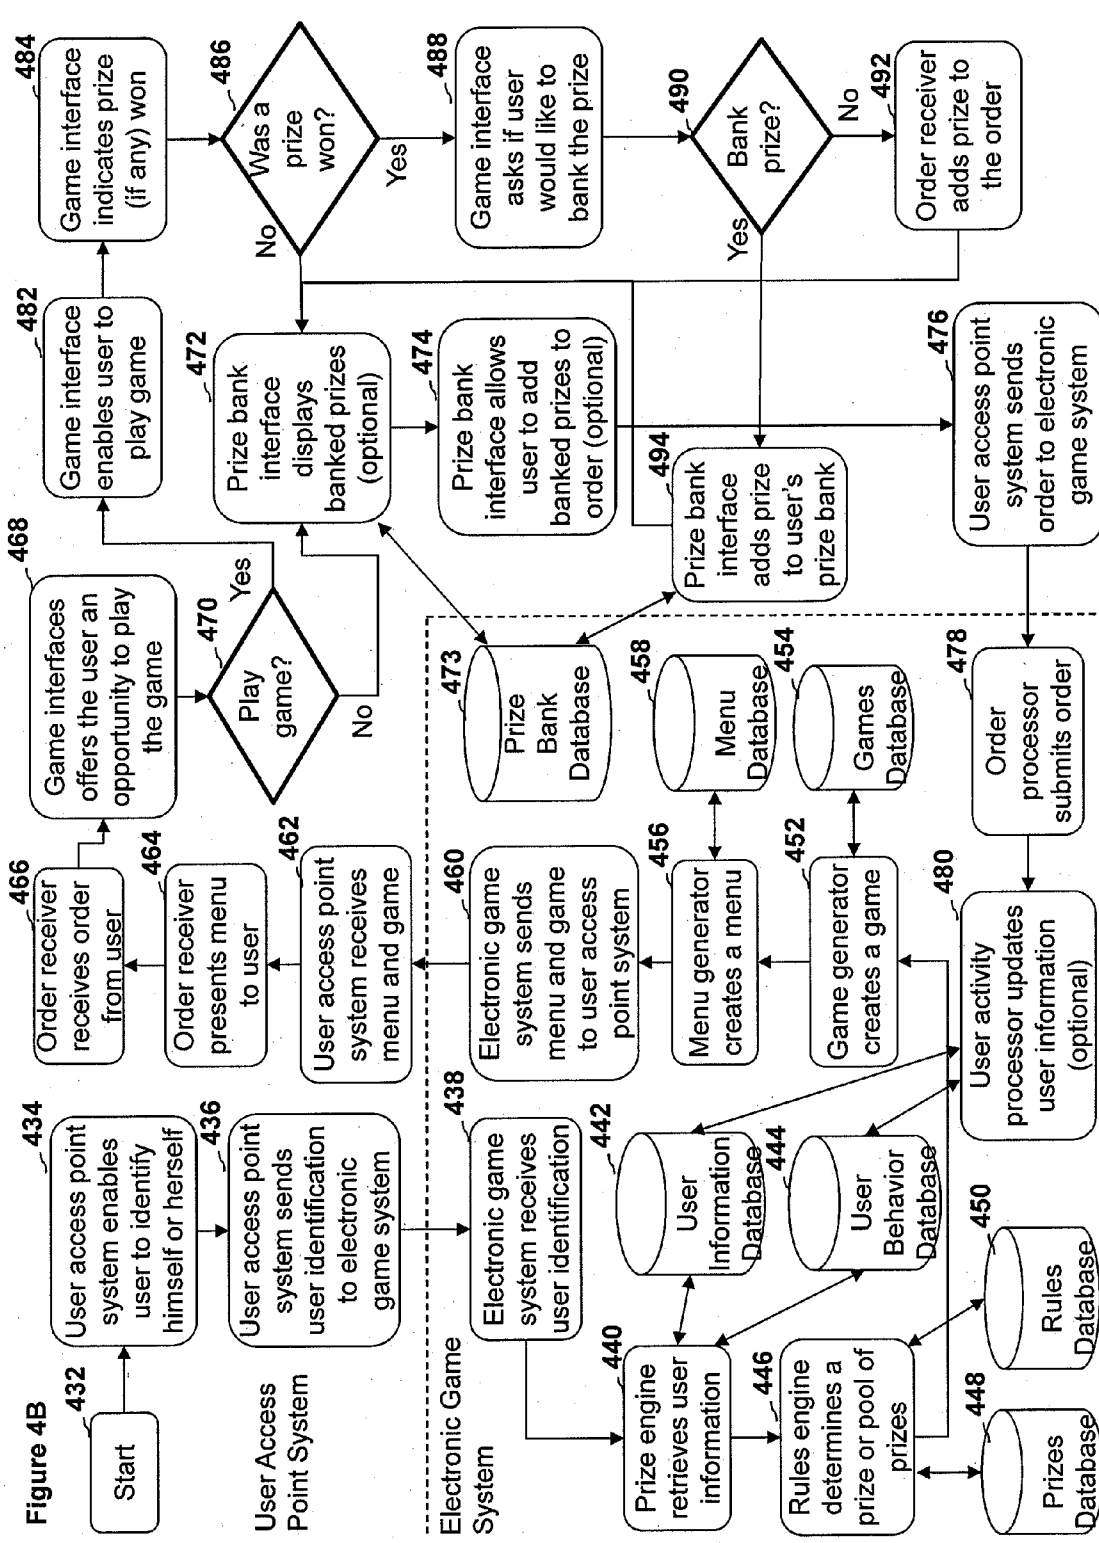 Figure 4B
432
Start
434
User access point
system enables
user to identify
himself or herself
436
User access point
system sends
user identification
to electronic
game system
User Access
Point System
Electronic Game
System
438
Electronic game
system receives
user identification
440
Prize engine
retrieves user
information
442
User
Information
Database
444
User
Behavior
Database
446
Rules engine
determines a
prize or pool of
prizes
448
Prizes
Database
450
Rules
Database
452
Game generator
creates a game
454
Games
Database
456
Menu generator
creates a menu
458
Menu
Database
460
Electronic game
system sends
menu and game
to user access
point system
462
User access point
system receives
menu and game
464
Order receiver
presents menu
to user
466
Order receiver
receives order
from user
468
Game interfaces
offers the user an
opportunity to play
the game
470
Play
game?
Yes
No
472
Prize bank
interface
displays
banked prizes
(optional)
473
Prize
Bank
Database
474
Prize bank
interface allows
user to add
banked prizes to
order (optional)
476
User access point
system sends
order to electronic
game system
478
Order
processor
submits order
480
User activity
processor updates
user information
(optional)
482
Game interface
enables user to
play game
484
Game interface
indicates prize
(if any) won
486
Was a
prize
won?
No
Yes
488
Game interface
asks if user
would like to
bank the prize
490
Bank
prize?
Yes
No
492
Order receiver
adds prize to
the order
494
Prize bank
interface
adds prize
to user's
prize bank